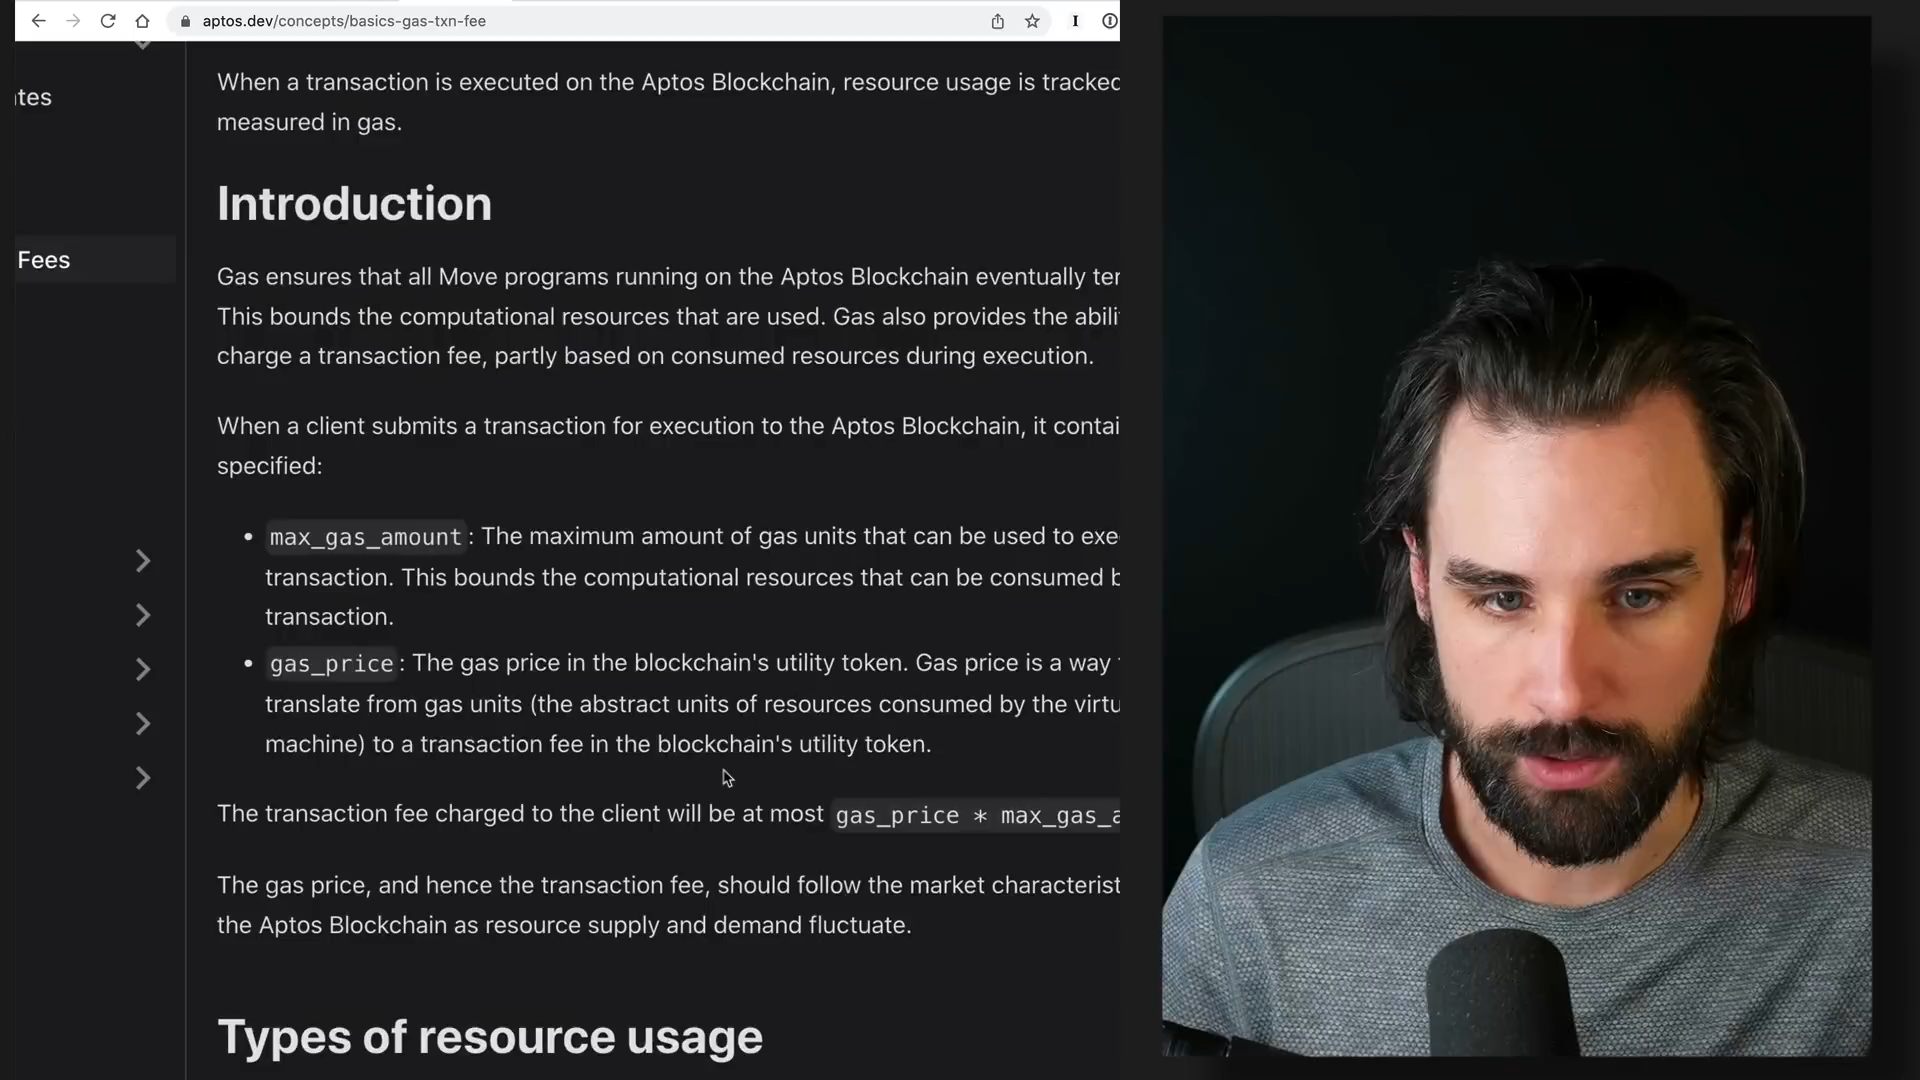 aptos.dev/concepts/basics-gas-txn-fee
When a transaction is executed on the Aptos Blockchain, resource usage is tracked
measured in gas.
Introduction
Fees
Gas ensures that all Move programs running on the Aptos Blockchain eventually
This bounds the computational resources that are used. Gas also provides the
charge a transaction fee, partly based on consumed resources during execution.
When a client submits a transaction for execution to the Aptos Blockchain, it
specified:
• max_gas_amount: The maximum amount of gas units that can be used to
transaction. This bounds the computational resources that can be consumed
transaction.
• gas_price: The gas price in the blockchain's utility token. Gas price is a way
translate from gas units (the abstract units of resources consumed by the
machine) to a transaction fee in the blockchain's utility token.
The transaction fee charged to the client will be at most gas_price *
The gas price, and hence the transaction fee, should follow the market
the Aptos Blockchain as resource supply and demand fluctuate.
Types of resource usage